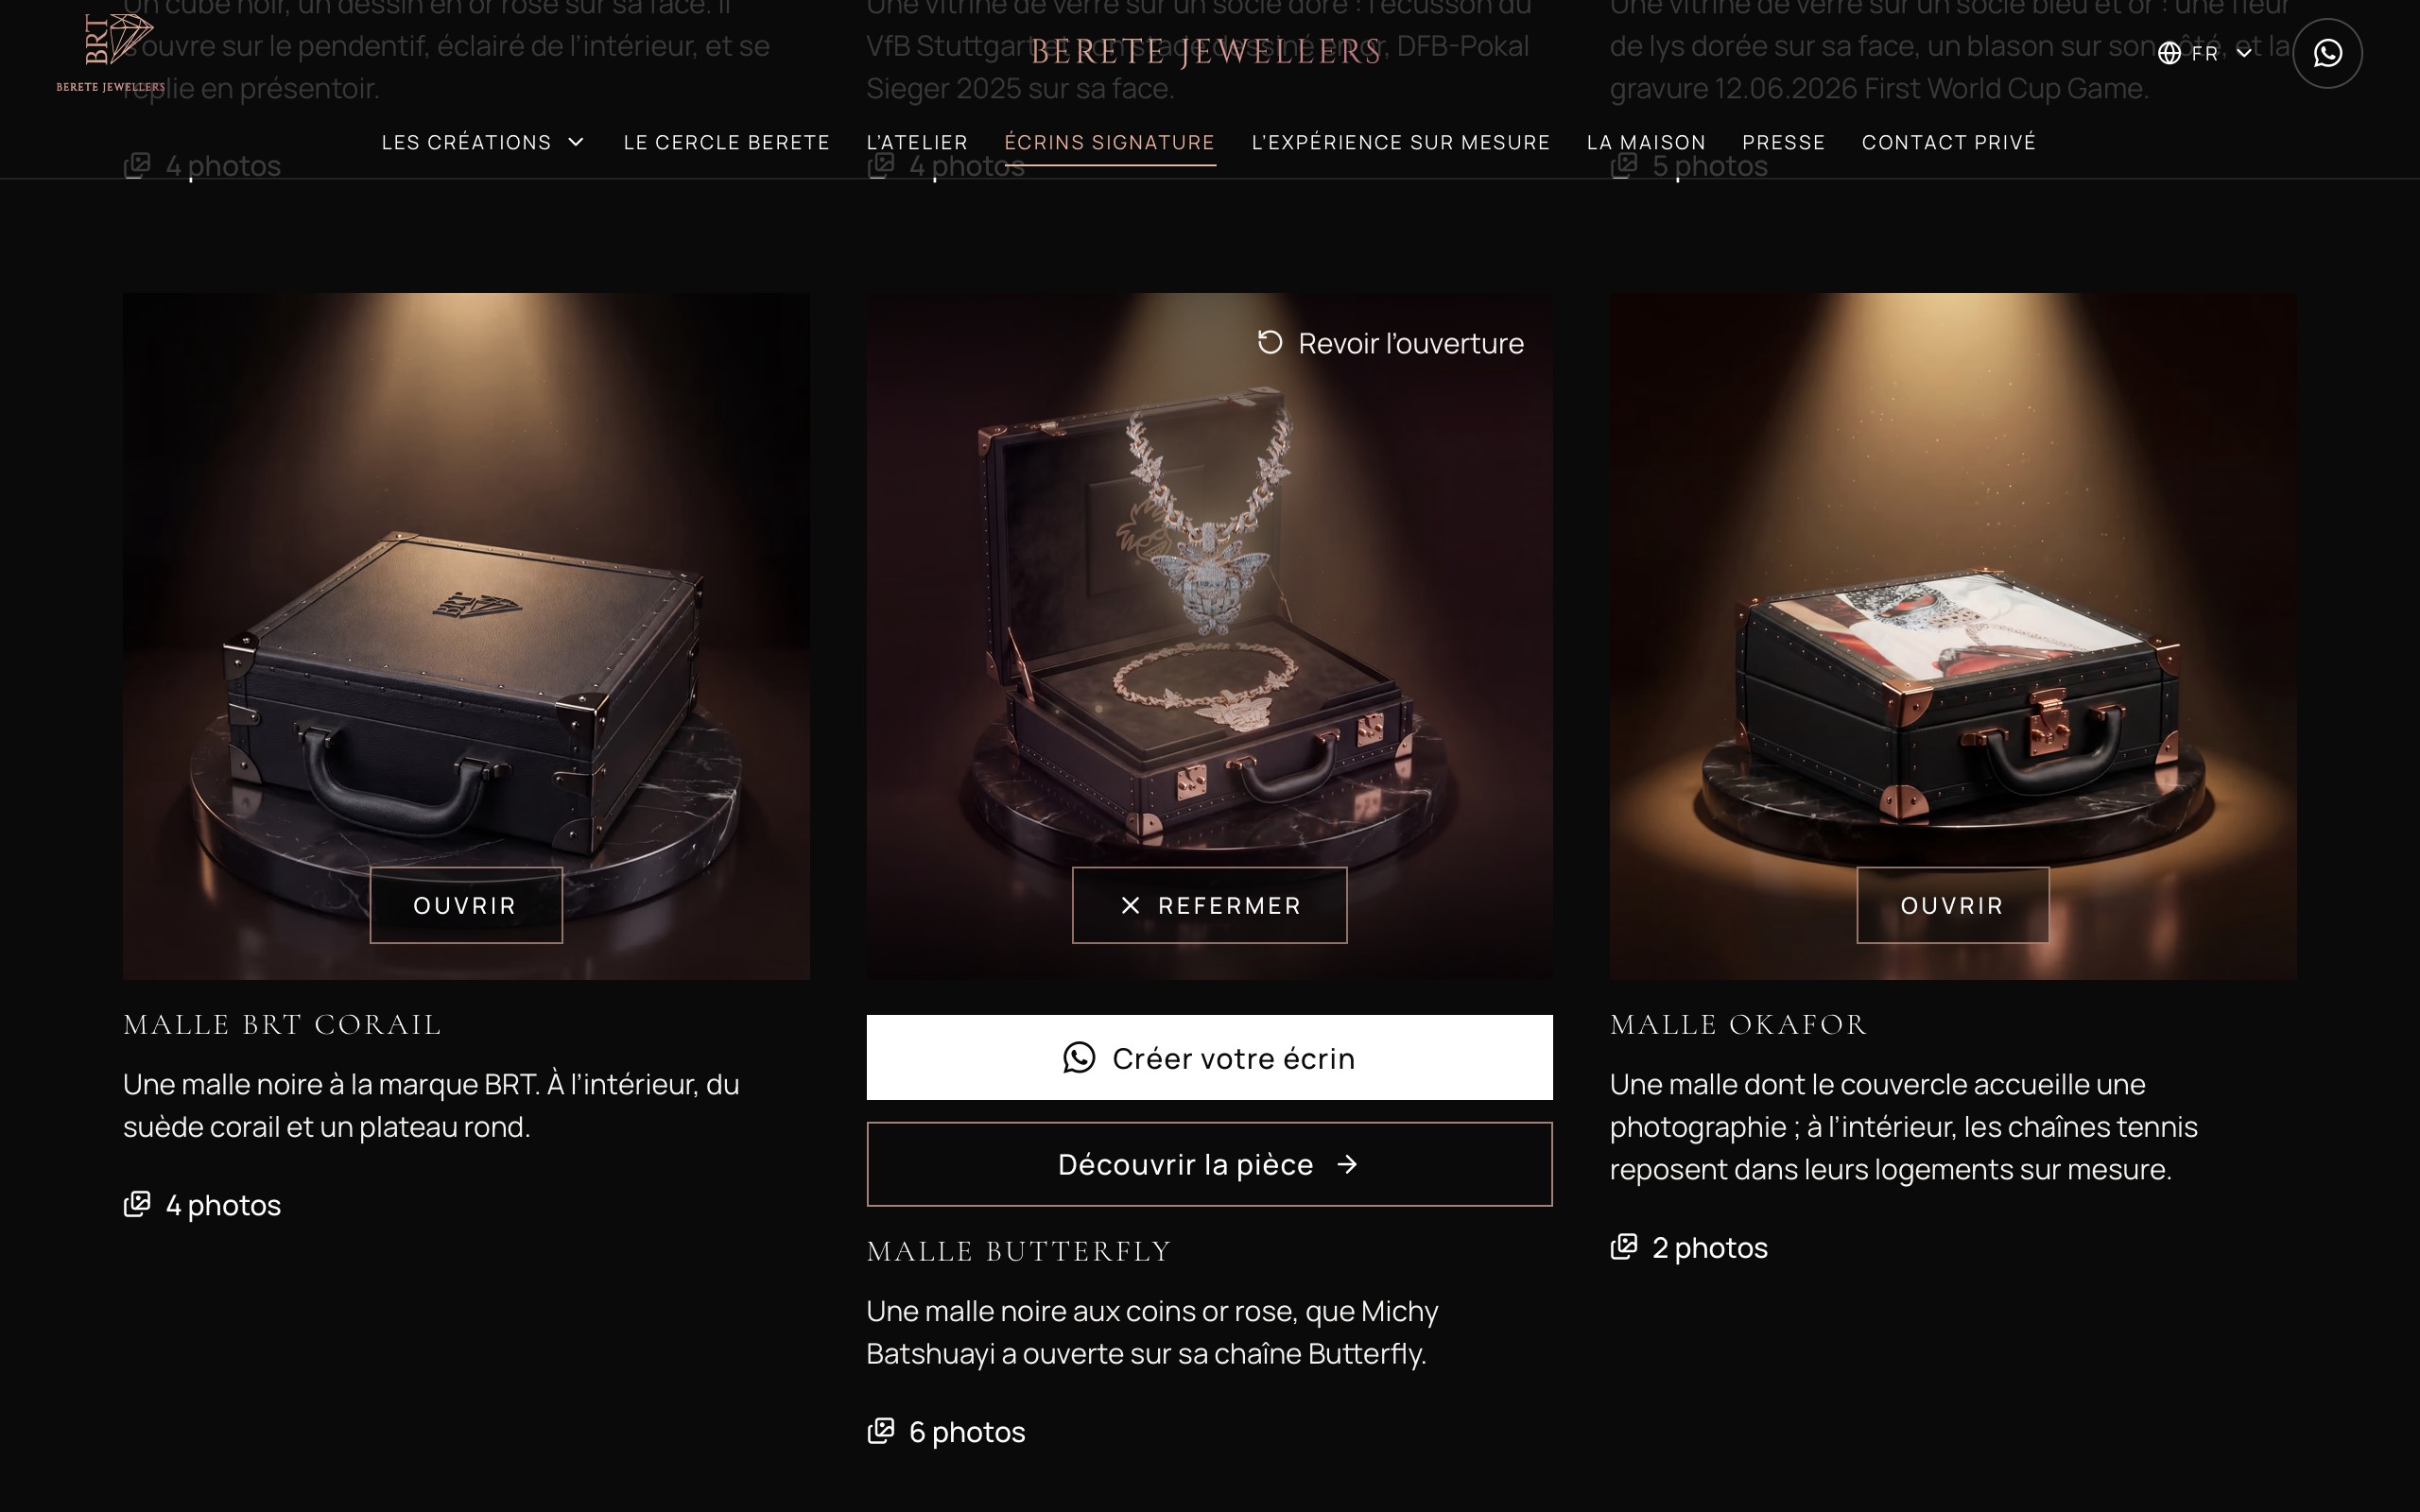 Un cube noir, un dessin en or rose sur sa face. Il
s'ouvre sur le pendentif, éclairé de l'intérieur, et se
replie en présentoir.
4 photos
Une vitrine de verre sur un socle doré : l'écusson du
VfB Stuttgart
, DFB-Pokal
Sieger 2025 sur sa face.
4 photos
Une vitrine de verre sur un socle bleu et or : une fleur
de lys dorée sur sa face, un blason sur son côté, et la
gravure 12.06.2026 First World Cup Game.
5 photos
BRT
BERETE JEWELLERS
BERETE JEWELLERS
FR
LES CRÉATIONS
LE CERCLE BERETE
L'ATELIER
ÉCRINS SIGNATURE
L'EXPÉRIENCE SUR MESURE
LA MAISON
PRESSE
CONTACT PRIVÉ
BRT
OUVRIR
MALLE BRT CORAIL
Une malle noire à la marque BRT. À l'intérieur, du
suède corail et un plateau rond.
4 photos
Revoir l'ouverture
REFERMER
Créer votre écrin
Découvrir la pièce
MALLE BUTTERFLY
Une malle noire aux coins or rose, que Michy
Batshuayi a ouverte sur sa chaîne Butterfly.
6 photos
OUVRIR
MALLE OKAFOR
Une malle dont le couvercle accueille une
photographie ; à l'intérieur, les chaînes tennis
reposent dans leurs logements sur mesure.
2 photos